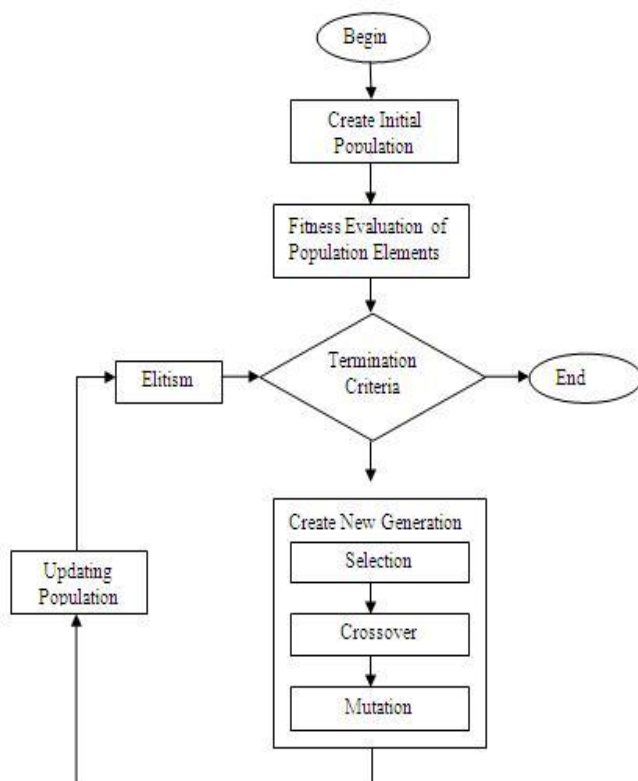 Begin
Create Initial
Population
Fitness Evaluation of
Population Elements
Termination
Criteria
Elitism
End
Create New Generation
Selection
Crossover
Mutation
Updating
Population